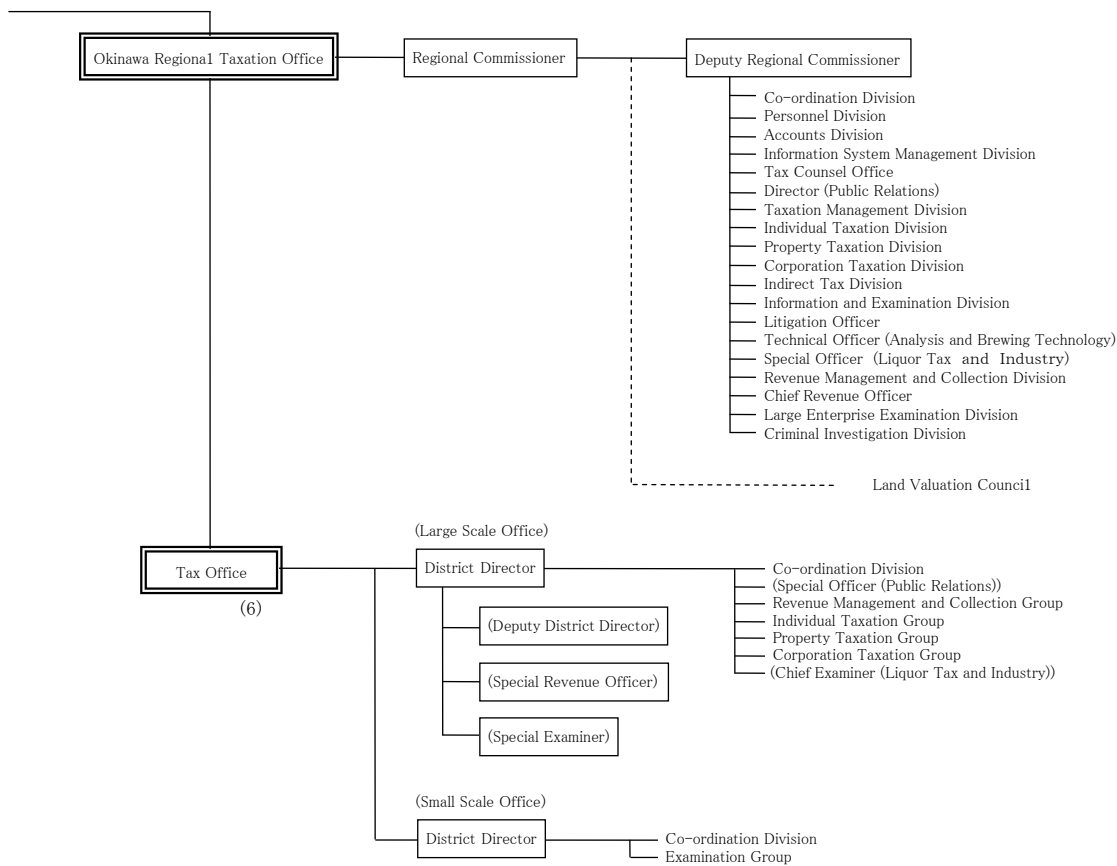 Okinawa Regiona1 Taxation Office
Regional Commissioner
Deputy Regional Commissioner
Co-ordination Division
Personnel Division
Accounts Division
Information System Management Division
Tax Counsel Office
Director (Public Relations)
Taxation Management Division
Individual Taxation Division
Property Taxation Division
Corporation Taxation Division
Indirect Tax Division
Information and Examination Division
Litigation Officer
Technical Officer (Analysis and Brewing Technology)
Special Officer (Liquor Tax and Industry)
Revenue Management and Collection Division
Chief Revenue Officer
Large Enterprise Examination Division
Criminal Investigation Division
Land Valuation Counci1
Tax Office
(6)
(Large Scale Office)
District Director
(Deputy District Director)
(Special Revenue Officer)
(Special Examiner)
Co-ordination Division
(Special Officer (Public Relations))
Revenue Management and Collection Group
Individual Taxation Group
Property Taxation Group
Corporation Taxation Group
(Chief Examiner (Liquor Tax and Industry))
(Small Scale Office)
District Director
Co-ordination Division
Examination Group